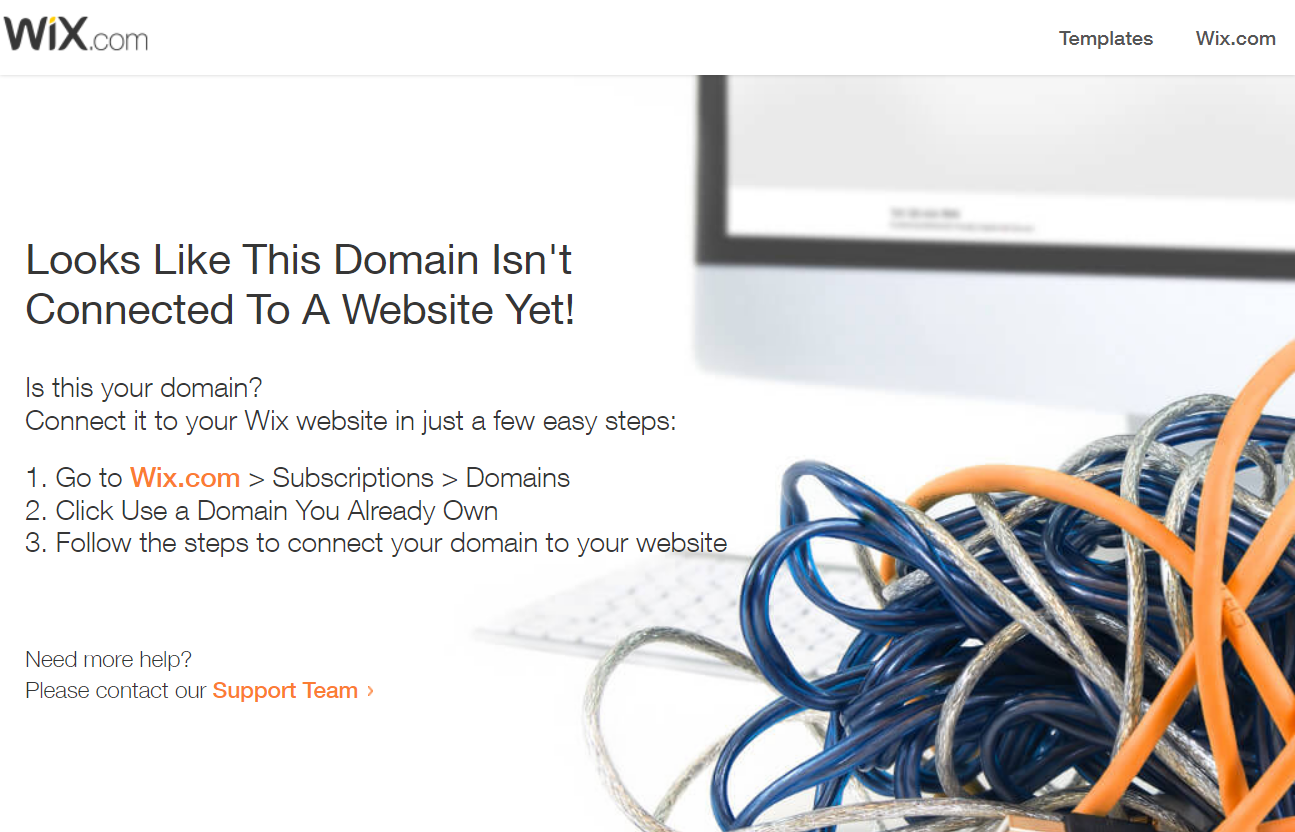 WiX.com
Templates
Wix.com
Looks Like This Domain Isn't
Connected To A Website Yet!
Is this your domain?
Connect it to your Wix website in just a few easy steps:
1. Go to Wix.com > Subscriptions > Domains
2. Click Use a Domain You Already Own
3. Follow the steps to connect your domain to your website
Need more help?
Please contact our Support Team ›